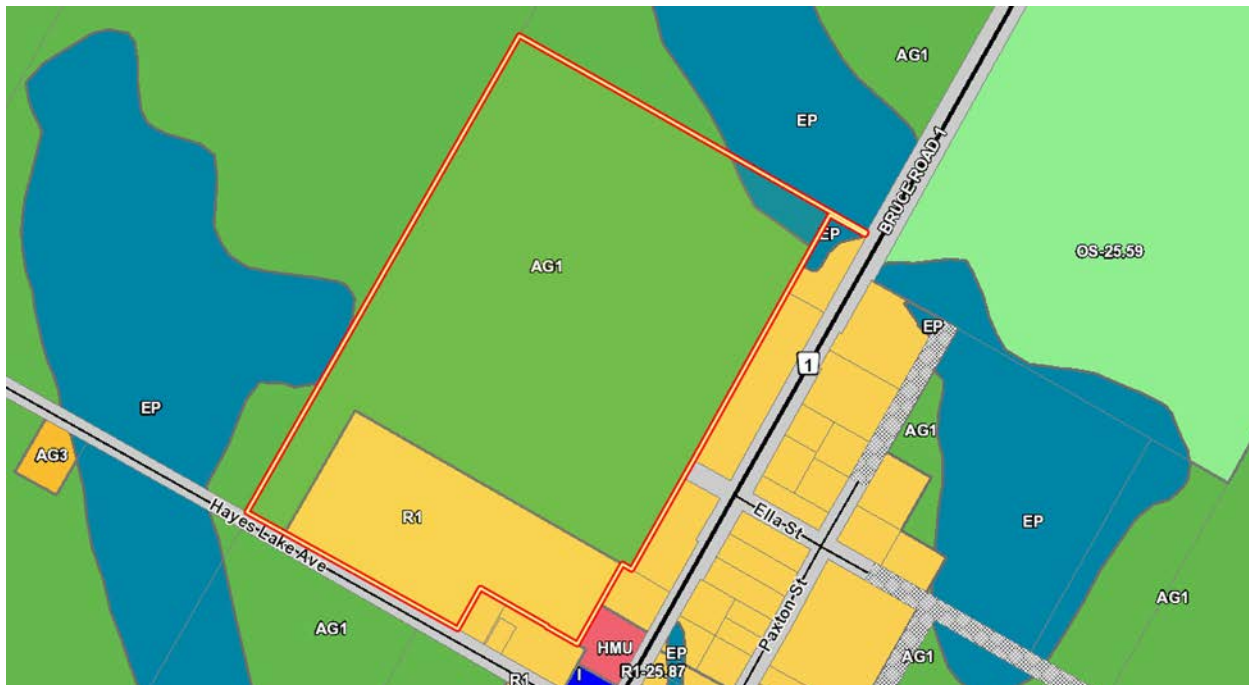 AG1
EP
BRUCE ROAD 1
EP
OS-25.59
AG1
EP
1
EP
AG3
AG1
R1
Hayes Lake Ave
Ella St
EP
AG1
Paxton St
AG1
HMU
EP
AG1
R1-25.87
I
R1